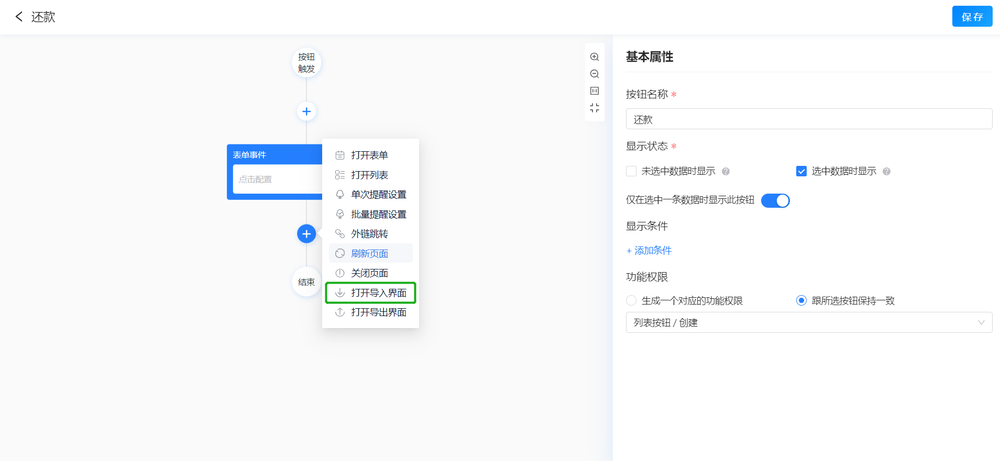 还款
保存
按钮
触发
表单事件
点击配置
结束
打开表单
打开列表
单次提醒设置
批量提醒设置
外链跳转
刷新页面
关闭页面
打开导入界面
打开导出界面
基本属性
按钮名称 *
还款
显示状态 *
未选中数据时显示
选中数据时显示
仅在选中一条数据时显示此按钮
显示条件
+ 添加条件
功能权限
生成一个对应的功能权限
跟所选按钮保持一致
列表按钮 / 创建